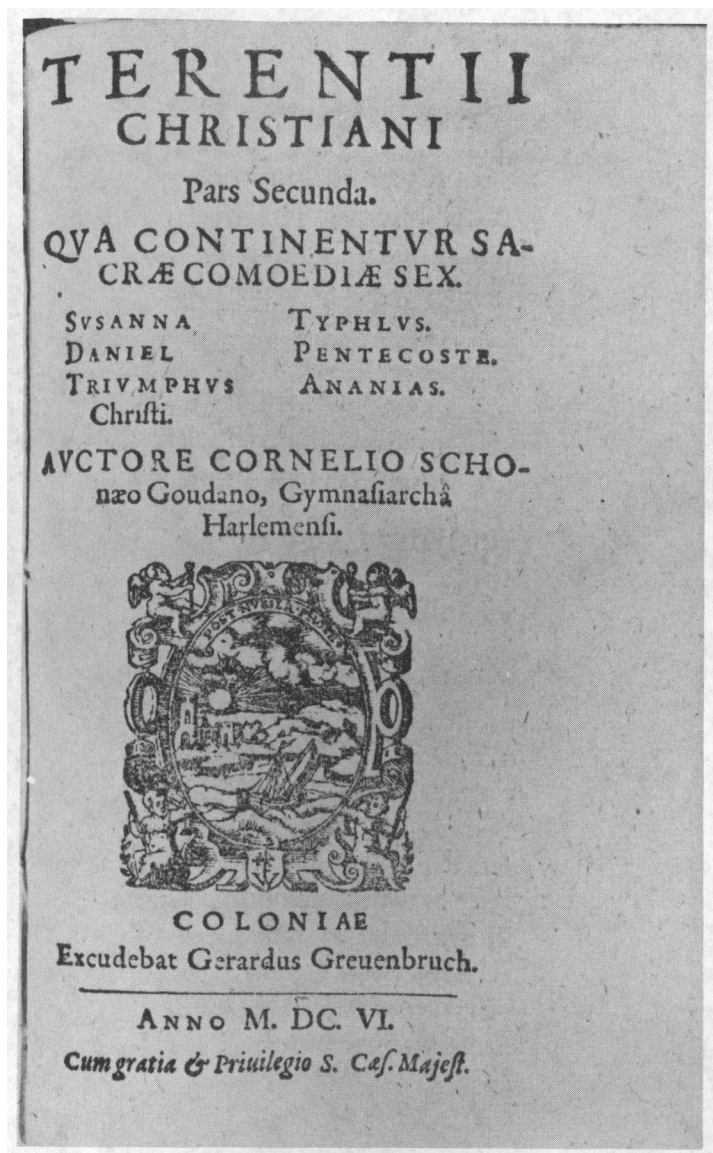 TERENTII
CHRISTIANI
Pars Secunda.
QVA CONTINENTVR SA-
CRÆ COMOEDIÆ SEX.
SVSANNA TYPHLVS.
DANIEL PENTECOSTE.
TRIVMPHVS ANANIAS.
Chriſti.
AVCTORE CORNELIO SCHO-
næo Goudano, Gymnaſiarchâ
Harlemenſi.
POST NVBILA
COLONIAE
Excudebat Gerardus Greuenbruch.
ANNO M. DC. VI.
Cum gratia & Priuilegio S. Cæſ. Majeſt.